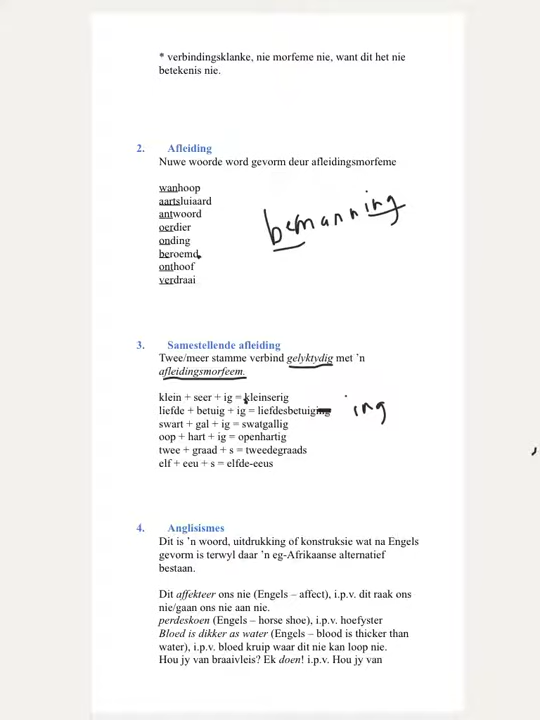 * verbindingsklanke, nie morfeme nie, want dit het nie
betekenis nie.
2. Afleiding
Nuwe woorde word gevorm deur afleidingsmorfeme
wanhoop
aartsluiaard
antwoord
oerdier
onding
beroemd
onthoof
verdraai
bemanning
3. Samestellende afleiding
Twee/meer stamme verbind gelyktydig met 'n
afleidingsmorfeem.
klein + seer + ig = kleinserig
liefde + betuig + ig = liefdesbetuiging
ing
swart + gal + ig = swatgallig
oop + hart + ig = openhartig
twee + graad + s = tweedegraads
elf + eeu + s = elfde-eeus
4. Anglisismes
Dit is 'n woord, uitdrukking of konstruksie wat na Engels
gevorm is terwyl daar 'n eg-Afrikaanse alternatief
bestaan.
Dit affekteer ons nie (Engels – affect), i.p.v. dit raak ons
nie/gaan ons nie aan nie.
perdeskoen (Engels – horse shoe), i.p.v. hoefyster
Bloed is dikker as water (Engels – blood is thicker than
water), i.p.v. bloed kruip waar dit nie kan loop nie.
Hou jy van braaivleis? Ek doen! i.p.v. Hou jy van